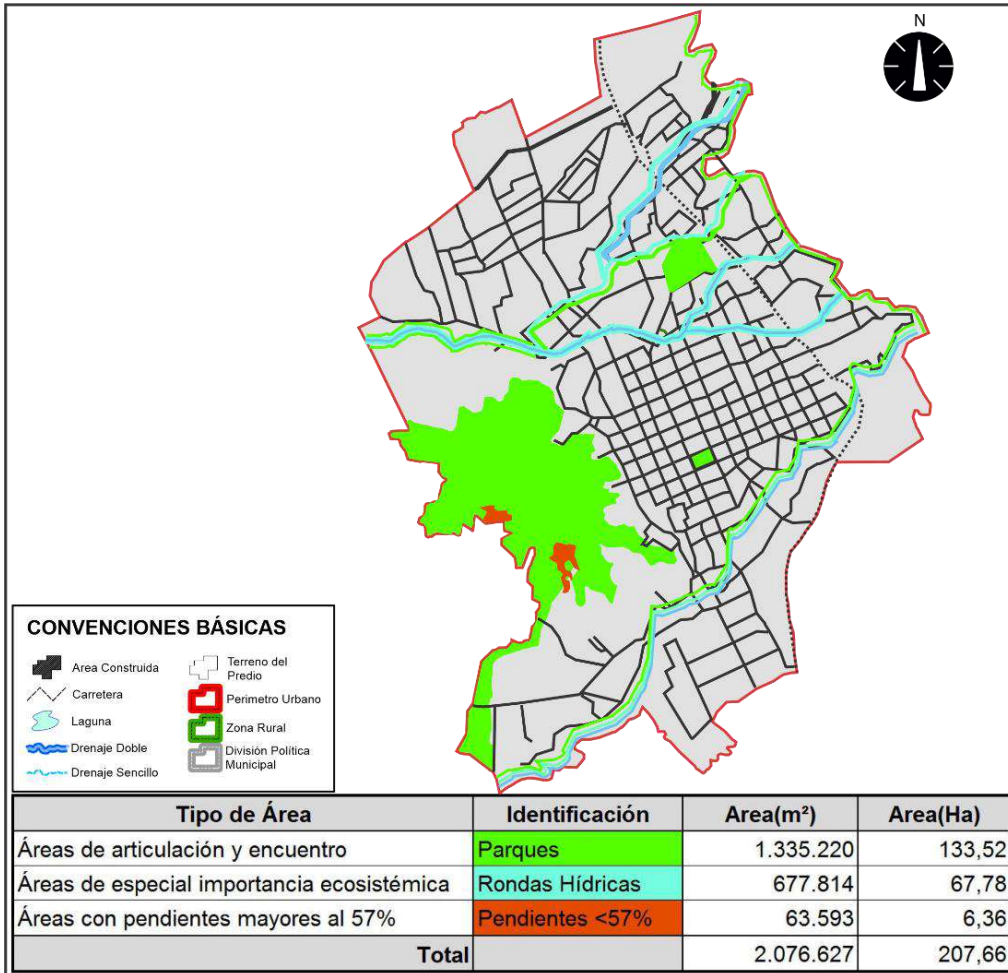 N
CONVENCIONES BÁSICAS
Area Construida
Carretera
Laguna
Drenaje Doble
Drenaje Sencillo
Terreno del
Predio
Perimetro Urbano
Zona Rural
División Política
Municipal
Tipo de Área Identificación Area(m²) Area(Ha)
Áreas de articulación y encuentro Parques 1.335.220 133,52
Áreas de especial importancia ecosistémica Rondas Hídricas 677.814 67,78
Áreas con pendientes mayores al 57% Pendientes <57% 63.593 6,36
Total 2.076.627 207,66